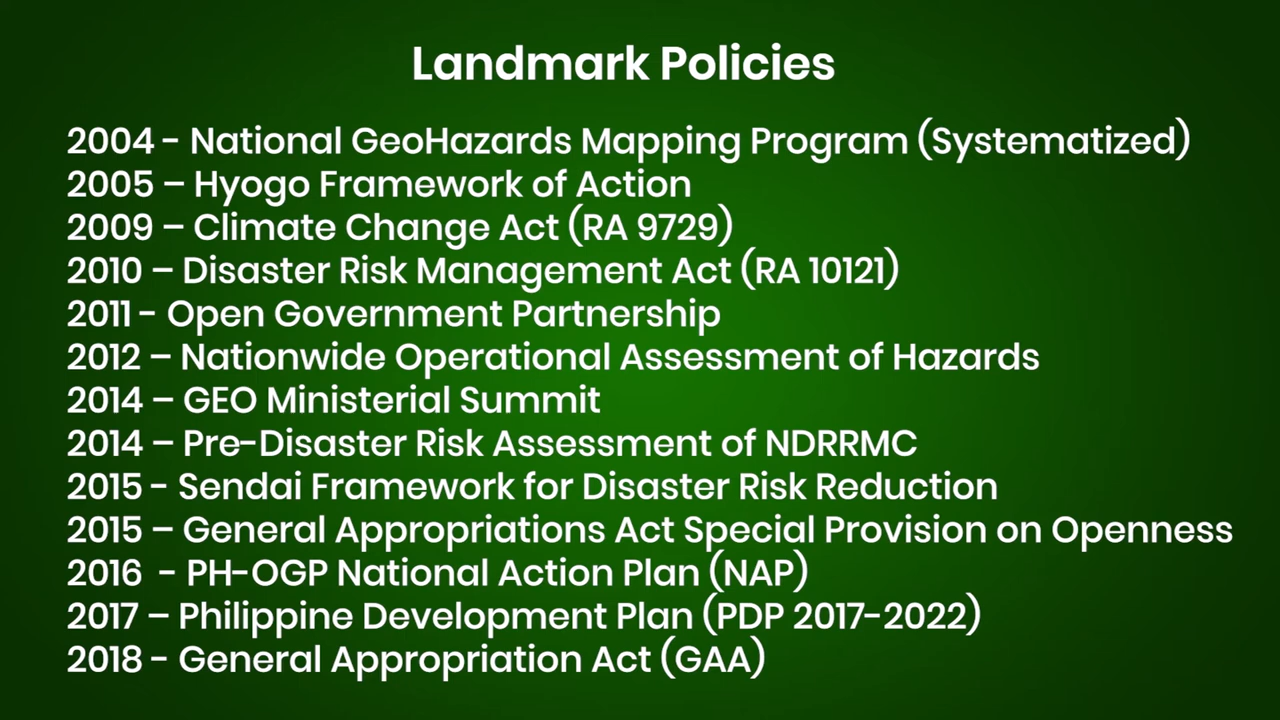 Landmark Policies
2004 - National GeoHazards Mapping Program (Systematized)
2005 – Hyogo Framework of Action
2009 – Climate Change Act (RA 9729)
2010 – Disaster Risk Management Act (RA 10121)
2011 - Open Government Partnership
2012 – Nationwide Operational Assessment of Hazards
2014 – GEO Ministerial Summit
2014 – Pre-Disaster Risk Assessment of NDRRMC
2015 - Sendai Framework for Disaster Risk Reduction
2015 – General Appropriations Act Special Provision on Openness
2016 - PH-OGP National Action Plan (NAP)
2017 – Philippine Development Plan (PDP 2017-2022)
2018 - General Appropriation Act (GAA)